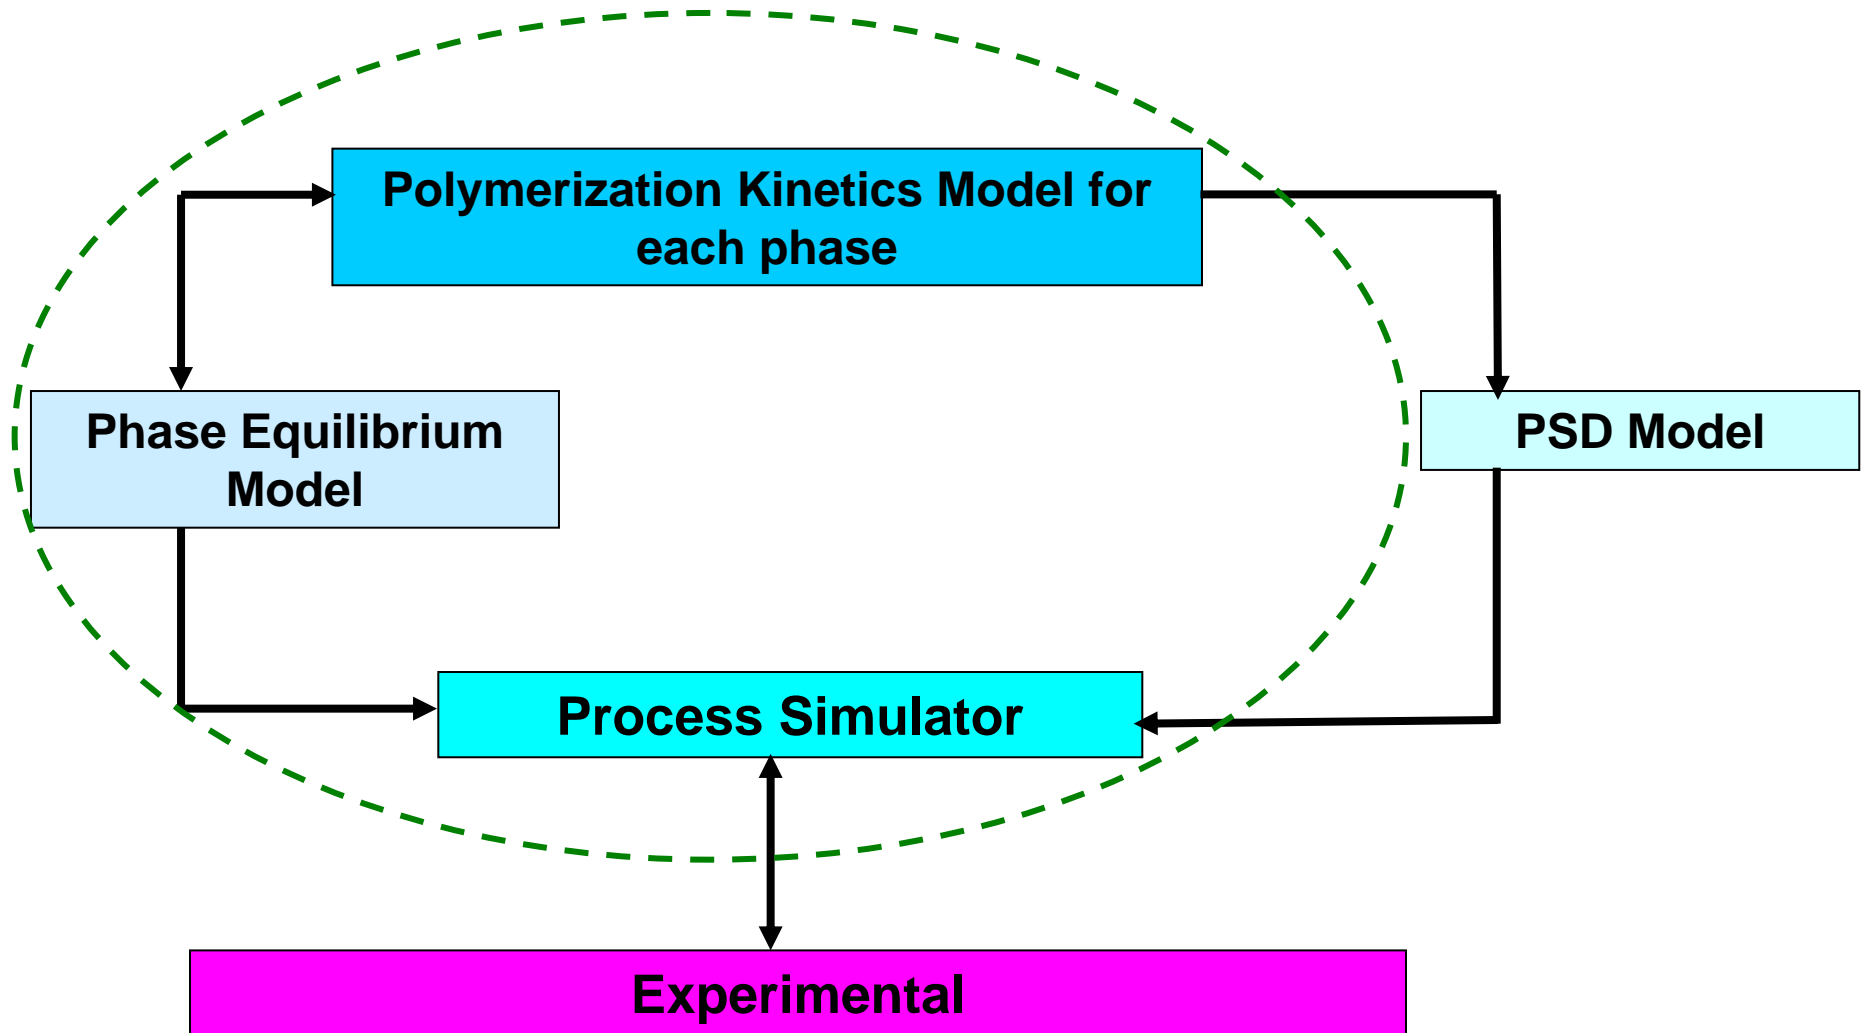 Polymerization Kinetics Model for
each phase
Phase Equilibrium
Model
PSD Model
Process Simulator
Experimental